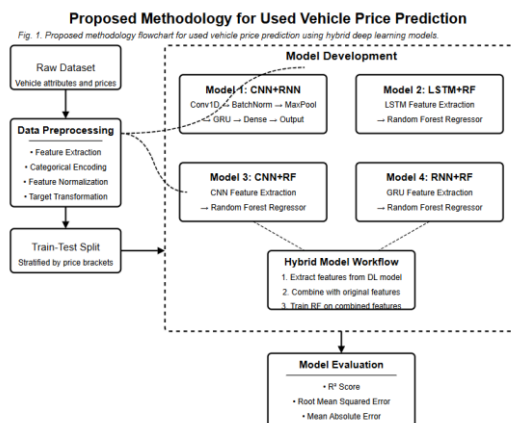 Proposed Methodology for Used Vehicle Price Prediction
Fig. 1. Proposed methodology flowchart for used vehicle price prediction using hybrid deep learning models.
Raw Dataset
Vehicle attributes and prices
Data Preprocessing
• Feature Extraction
• Categorical Encoding
• Feature Normalization
• Target Transformation
Train-Test Split
Stratified by price brackets
Model Development
Model 1: CNN+RNN
Conv1D → BatchNorm → MaxPool
→ GRU → Dense → Output
Model 2: LSTM+RF
LSTM Feature Extraction
→ Random Forest Regressor
Model 3: CNN+RF
CNN Feature Extraction
→ Random Forest Regressor
Model 4: RNN+RF
GRU Feature Extraction
→ Random Forest Regressor
Hybrid Model Workflow
1. Extract features from DL model
2. Combine with original features
3. Train RF on combined features
Model Evaluation
• R² Score
• Root Mean Squared Error
• Mean Absolute Error